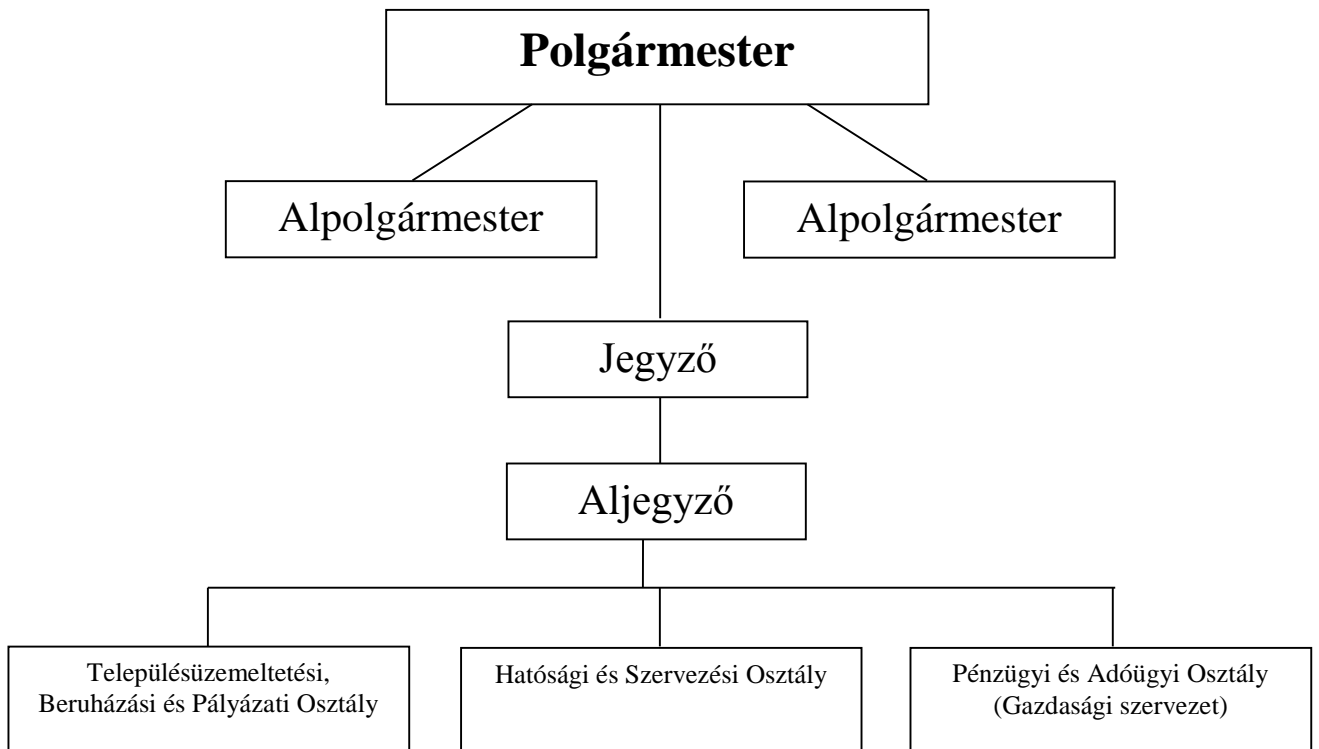 Polgármester
Alpolgármester
Alpolgármester
Jegyző
Aljegyző
Településüzemeltetési,
Beruházási és Pályázati Osztály
Hatósági és Szervezési Osztály
Pénzügyi és Adóügyi Osztály
(Gazdasági szervezet)